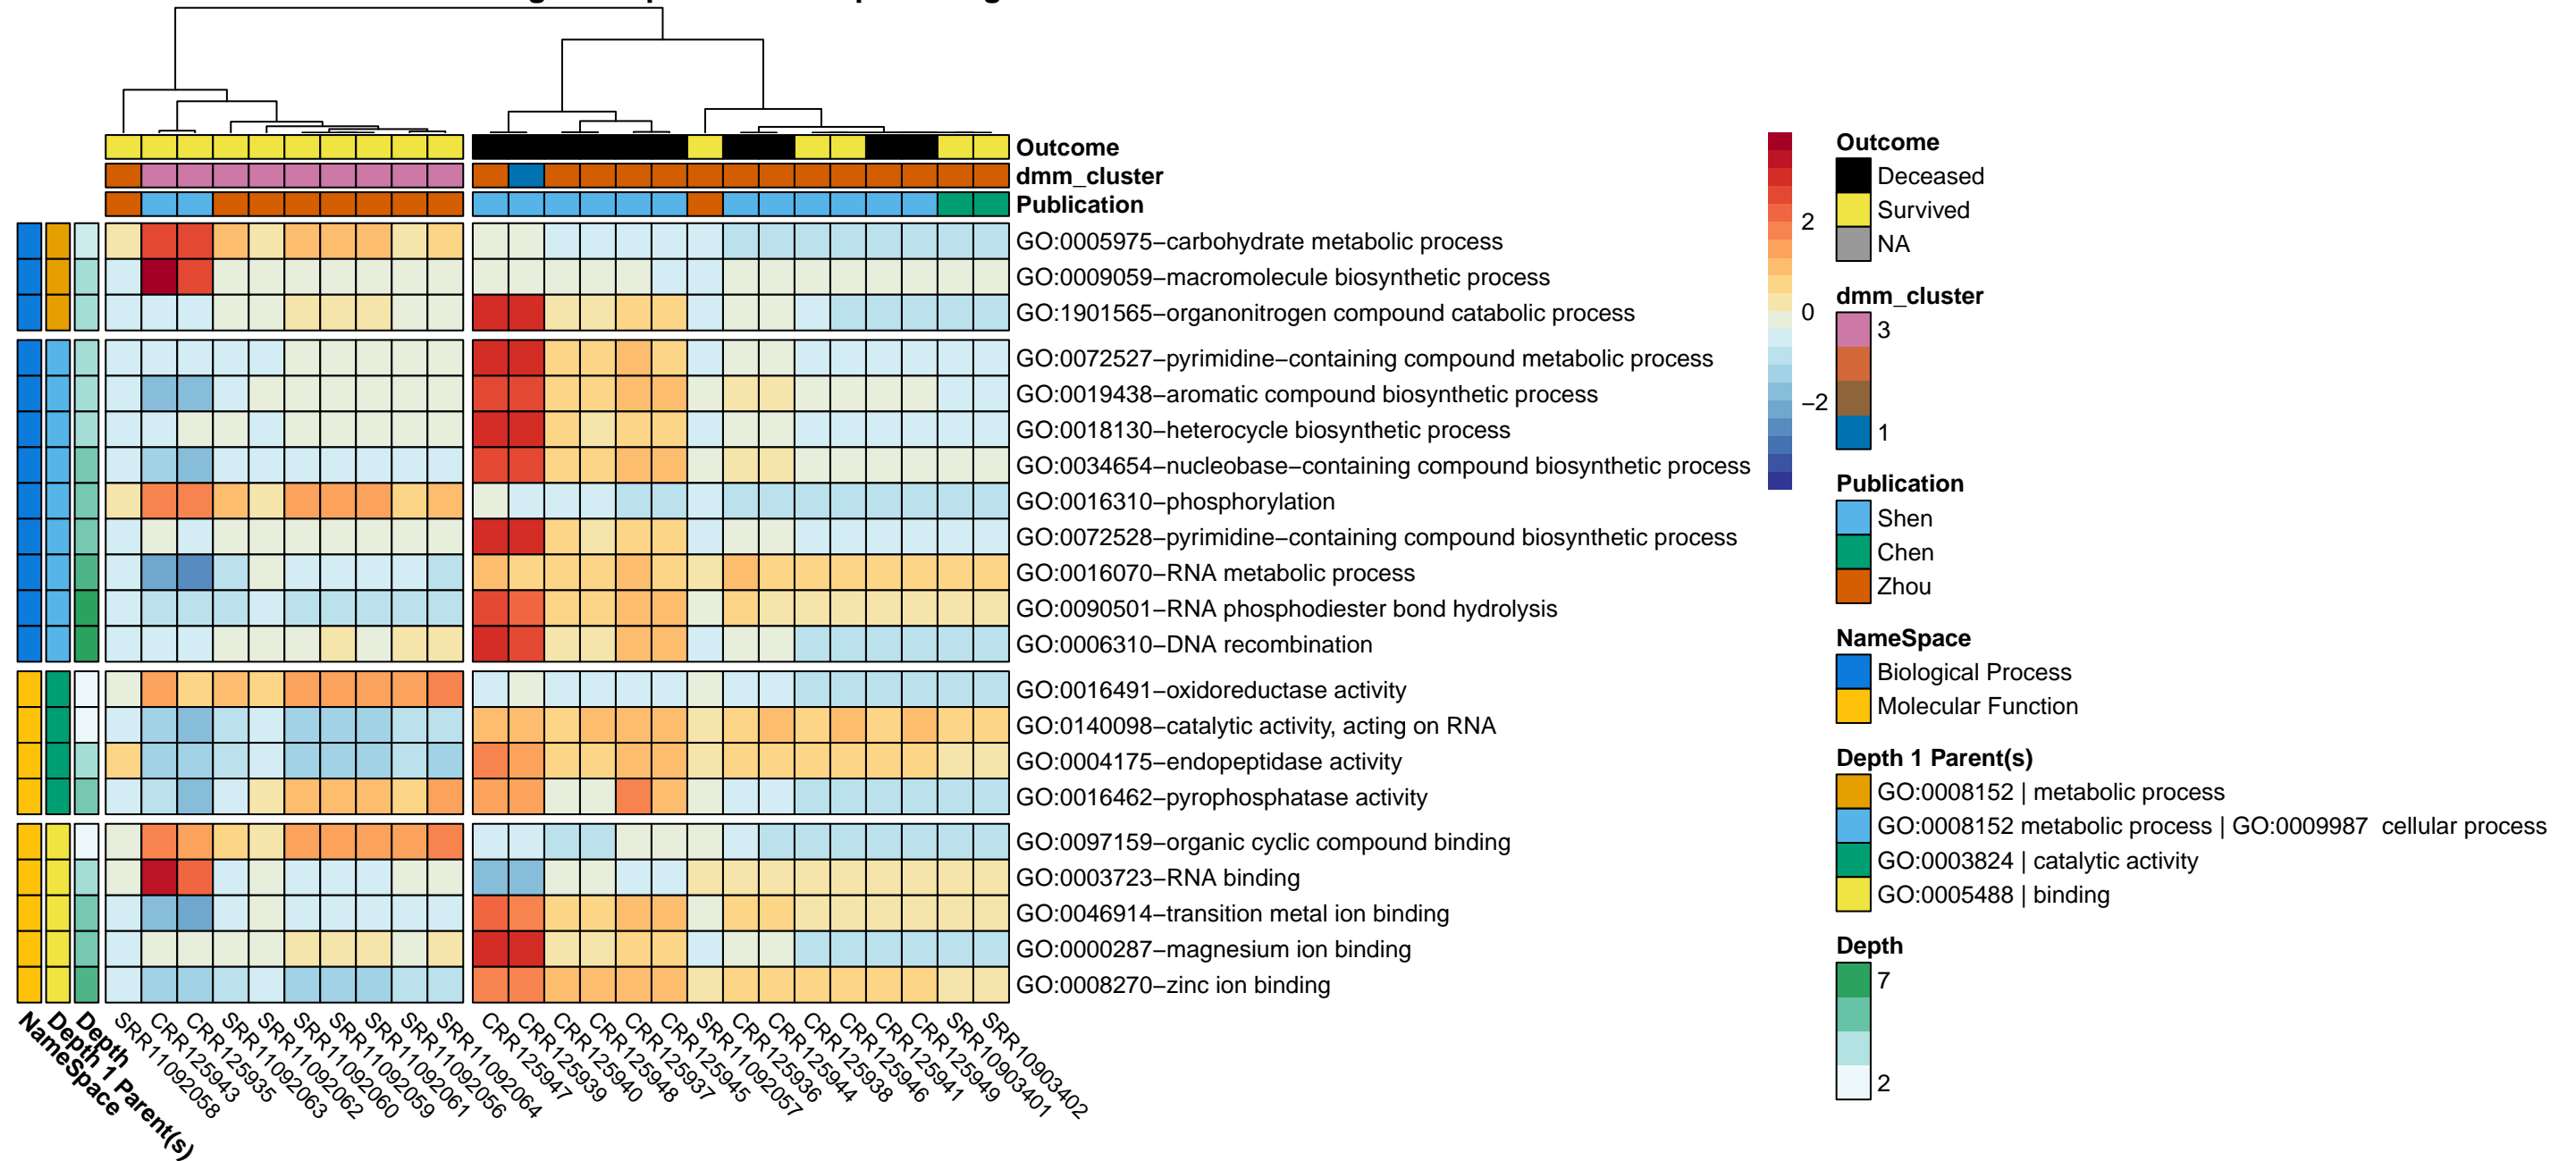 Outcome
dmm_cluster
Publication
GO:0005975−carbohydrate metabolic process
GO:0009059−macromolecule biosynthetic process
GO:1901565−organonitrogen compound catabolic process
GO:0072527−pyrimidine−containing compound metabolic process
GO:0019438−aromatic compound biosynthetic process
GO:0018130−heterocycle biosynthetic process
GO:0034654−nucleobase−containing compound biosynthetic process
GO:0016310−phosphorylation
GO:0072528−pyrimidine−containing compound biosynthetic process
GO:0016070−RNA metabolic process
GO:0090501−RNA phosphodiester bond hydrolysis
GO:0006310−DNA recombination
GO:0016491−oxidoreductase activity
GO:0140098−catalytic activity, acting on RNA
GO:0004175−endopeptidase activity
GO:0016462−pyrophosphatase activity
GO:0097159−organic cyclic compound binding
GO:0003723−RNA binding
GO:0046914−transition metal ion binding
GO:0000287−magnesium ion binding
GO:0008270−zinc ion binding
NameSpace
Depth 1 Parent(s)
Depth
SRR11092058
CRR125943
CRR125935
SRR11092063
SRR11092062
SRR11092060
SRR11092059
SRR11092061
SRR11092056
SRR11092064
CRR125947
CRR125939
CRR125940
CRR125948
CRR125937
CRR125945
SRR11092057
CRR125936
CRR125944
CRR125938
CRR125946
CRR125941
CRR125949
SRR10903401
SRR10903402
2
0
−2
Outcome
Deceased
Survived
NA
dmm_cluster
3
1
Publication
Shen
Chen
Zhou
NameSpace
Biological Process
Molecular Function
Depth 1 Parent(s)
GO:0008152 | metabolic process
GO:0008152 metabolic process | GO:0009987 cellular process
GO:0003824 | catalytic activity
GO:0005488 | binding
Depth
7
2